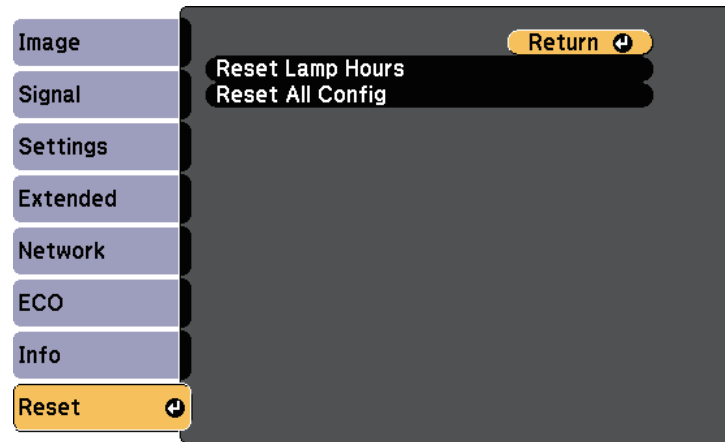 Image
Signal
Settings
Extended
Network
ECO
Info
Reset
Return
Reset Lamp Hours
Reset All Config